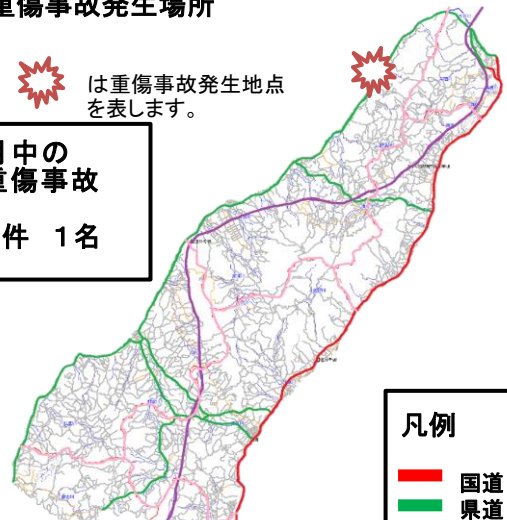 重傷事故発生場所
は重傷事故発生地点
を表します。
中の
重傷事故
件 1名
凡例
国道
県道